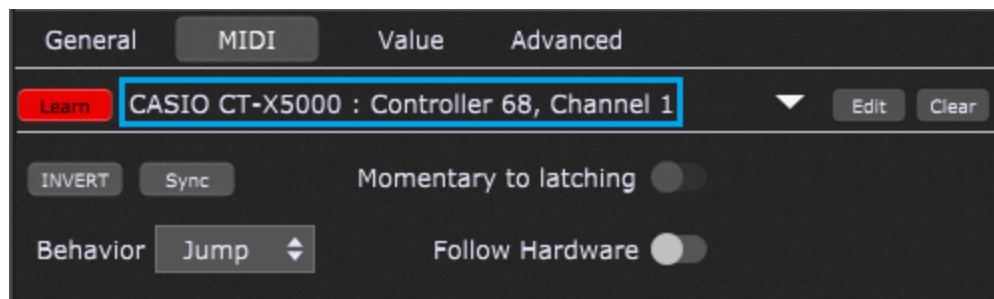 General MIDI Value Advanced
Learn CASIO CT-X5000 : Controller 68, Channel 1 Edit Clear
INVERT Sync Momentary to latching
Behavior Jump Follow Hardware